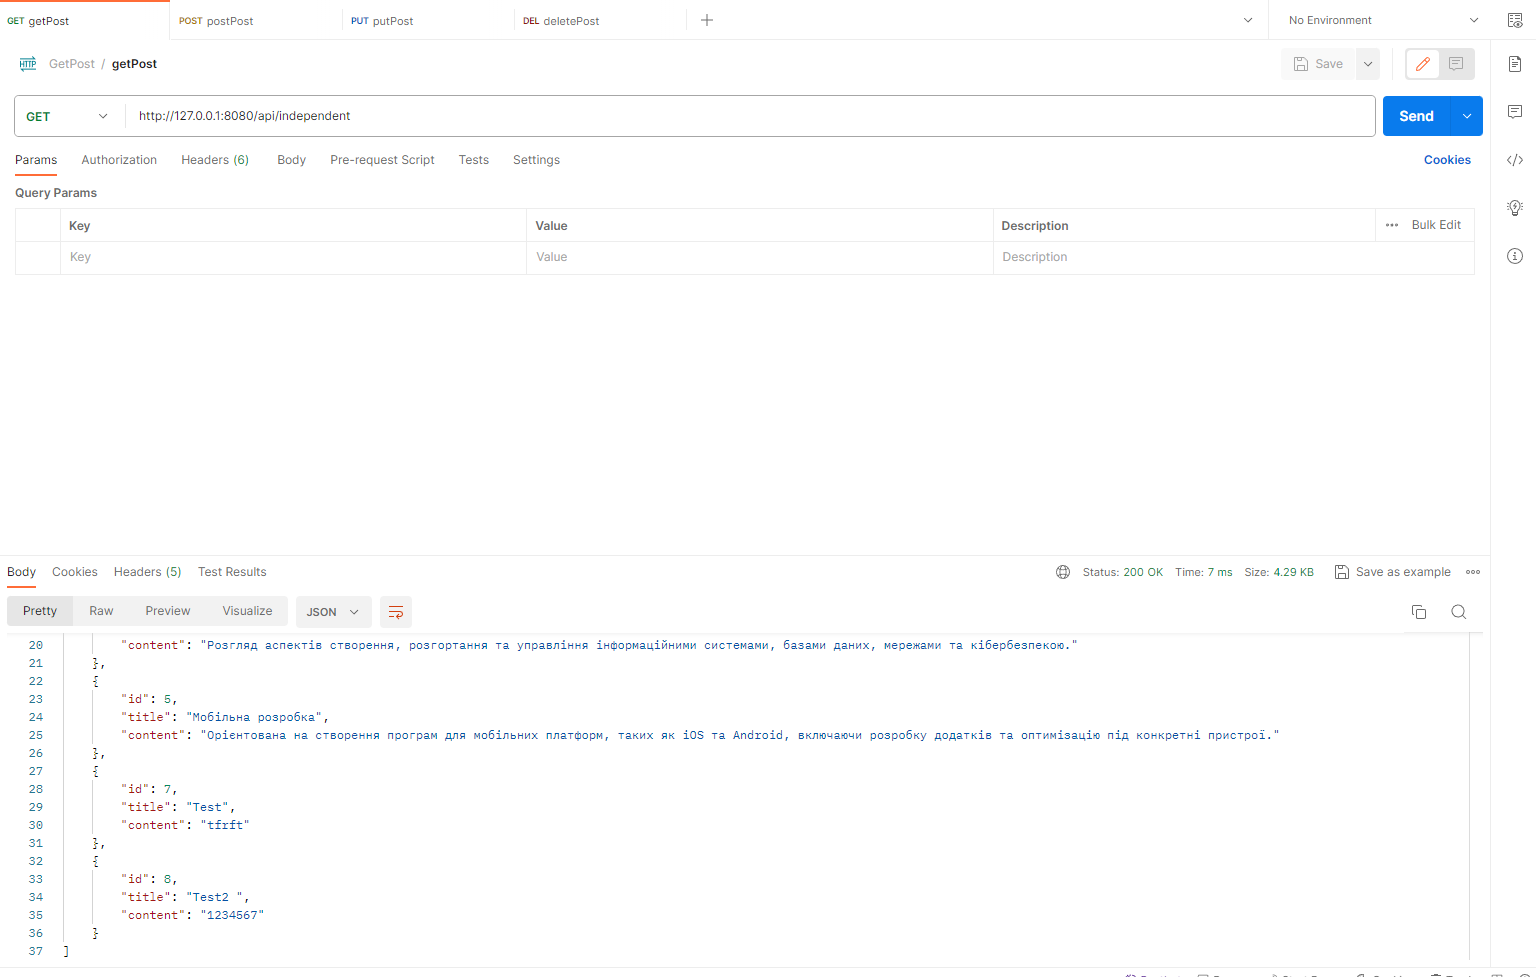 GET getPost
POST postPost
PUT putPost
DEL deletePost
No Environment
HTTP GetPost / getPost
Save
GET
http://127.0.0.1:8080/api/independent
Send
Params Authorization Headers (6) Body Pre-request Script Tests Settings Cookies
Query Params
Key Value Description Bulk Edit
Key Value Description
Body Cookies Headers (5) Test Results Status: 200 OK Time: 7 ms Size: 4.29 KB Save as example
Pretty Raw Preview Visualize JSON
20 "content": "Розгляд аспектів створення, розгортання та управління інформаційними системами, базами даних, мережами та кібербезпекою."
21 },
22 {
23 "id": 5,
24 "title": "Мобільна розробка",
25 "content": "Орієнтована на створення програм для мобільних платформ, таких як iOS та Android, включаючи розробку додатків та оптимізацію під конкретні пристрої."
26 },
27 {
28 "id": 7,
29 "title": "Test",
30 "content": "tfrft"
31 },
32 {
33 "id": 8,
34 "title": "Test2 ",
35 "content": "1234567"
36 }
37 ]